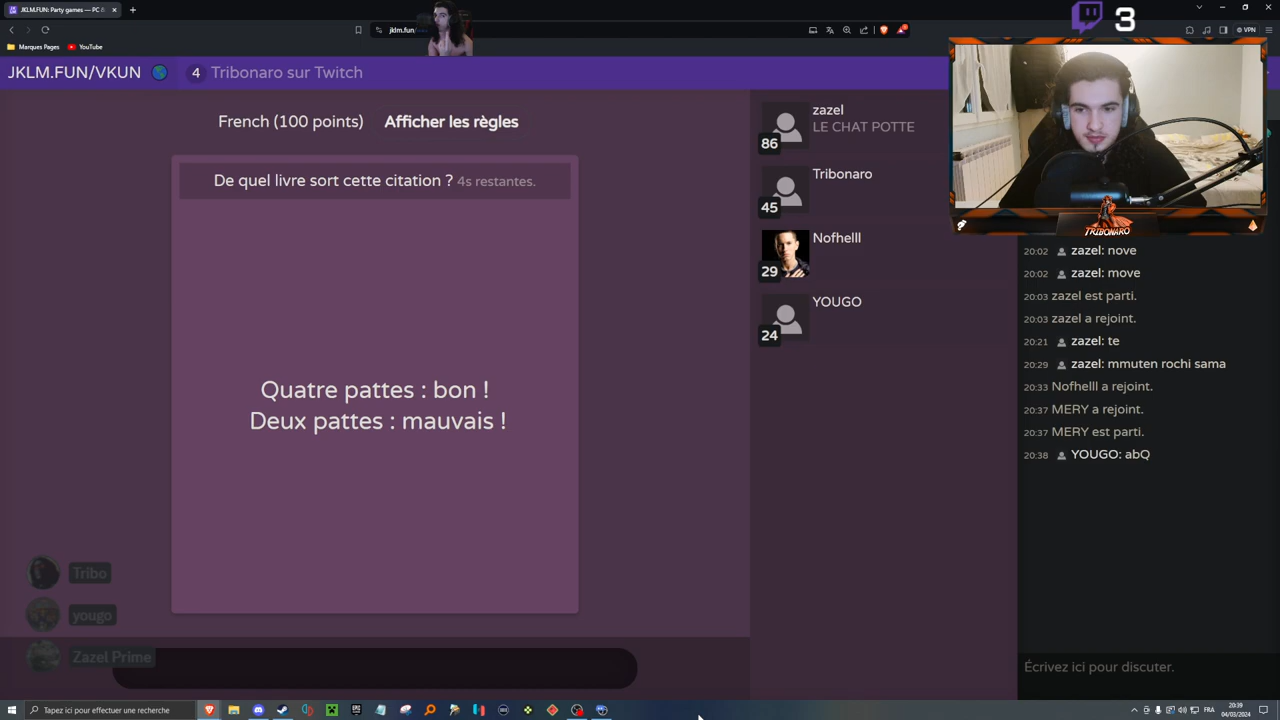 JKLM.FUN: Party games — PC &
3
jklm.fun/
VPN
Marques Pages
YouTube
JKLM.FUN/VKUN
4
Tribonaro sur Twitch
French (100 points)
Afficher les règles
De quel livre sort cette citation ? 4s restantes.
Quatre pattes : bon !
Deux pattes : mauvais !
Tribo
yougo
Zazel Prime
zazel
LE CHAT POTTE
86
Tribonaro
45
Nofhelll
29
YOUGO
24
TRIBONARO
20:02 zazel: nove
20:02 zazel: move
20:03 zazel est parti.
20:03 zazel a rejoint.
20:21 zazel: te
20:29 zazel: mmuten rochi sama
20:33 Nofhelll a rejoint.
20:37 MERY a rejoint.
20:37 MERY est parti.
20:38 YOUGO: abQ
Écrivez ici pour discuter.
Tapez ici pour effectuer une recherche
FRA
20:39
04/03/2024